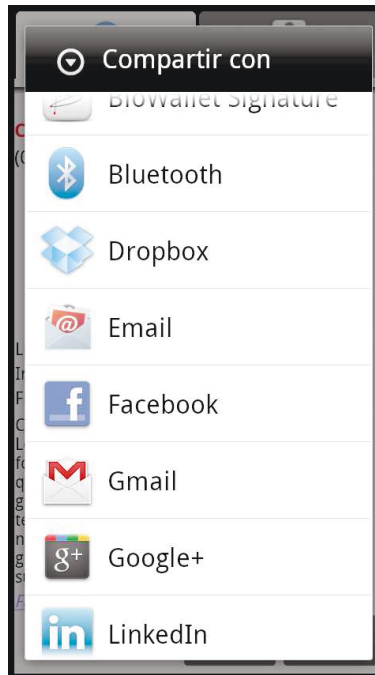 Compartir con
BioWallet Signature
Bluetooth
Dropbox
Email
Facebook
Gmail
Google+
LinkedIn